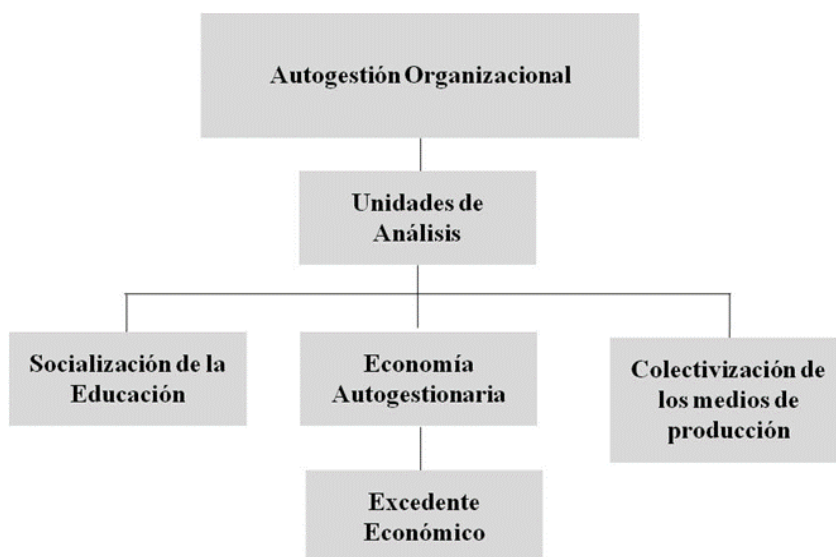 Autogestión Organizacional
Unidades de
Análisis
Socialización de la
Educación
Economía
Autogestionaria
Colectivización de
los medios de
producción
Excedente
Económico